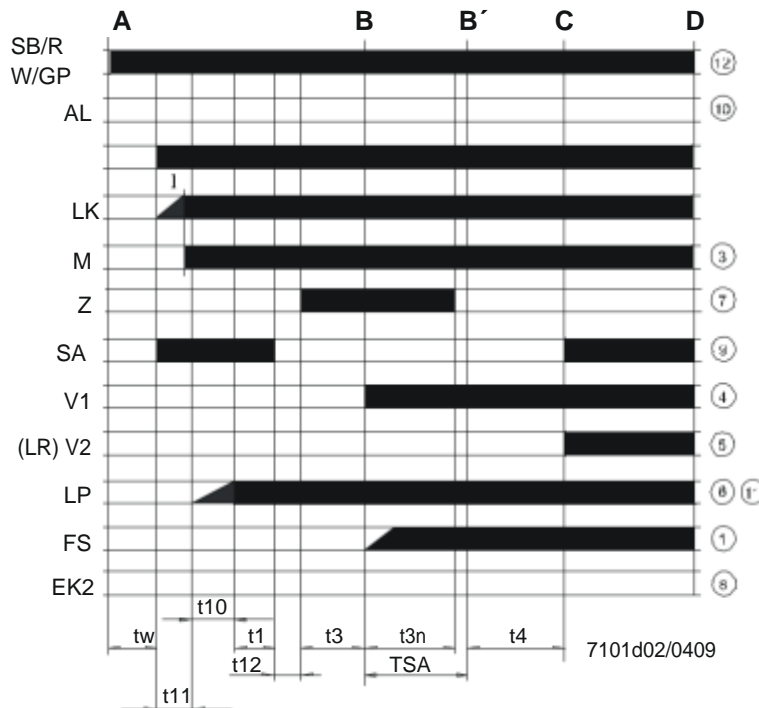 A B B´ C D
SB/R
W/GP 12
AL 10
LK
M 3
Z 7
SA 9
V1 4
(LR) V2 5
LP 6
FS 1
EK2 8
t10
tw t1 t3 t3n t4 7101d02/0409
t12 TSA
t11